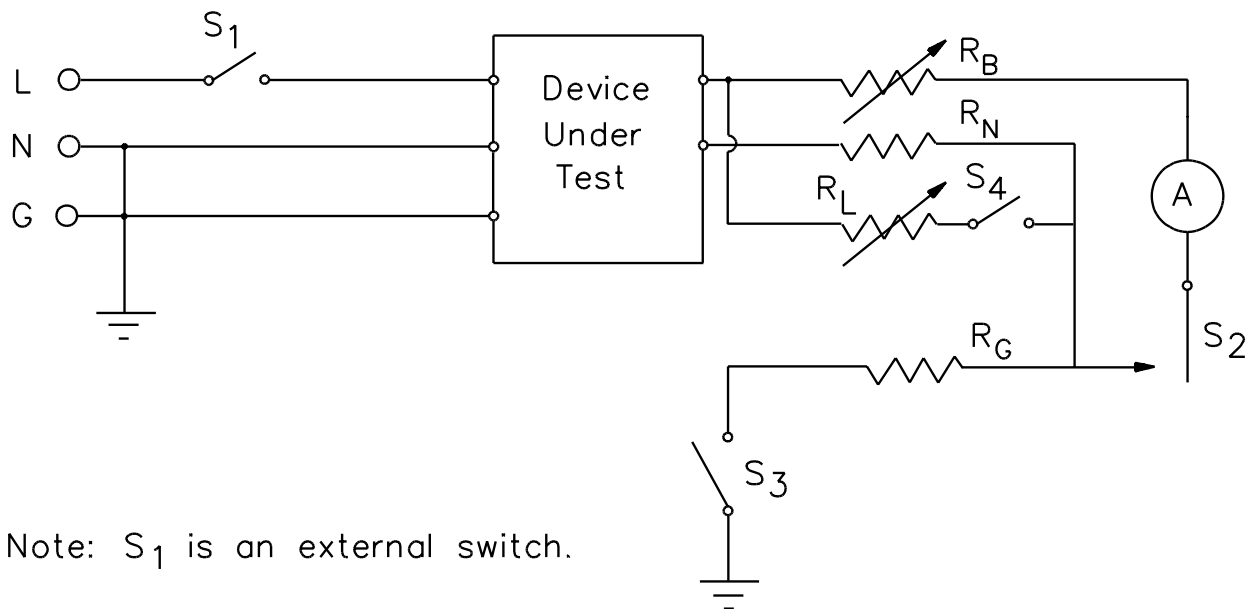 S1
L
N
G
Device
Under
Test
RB
RN
RL
S4
A
S2
RG
S3
Note: S1 is an external switch.